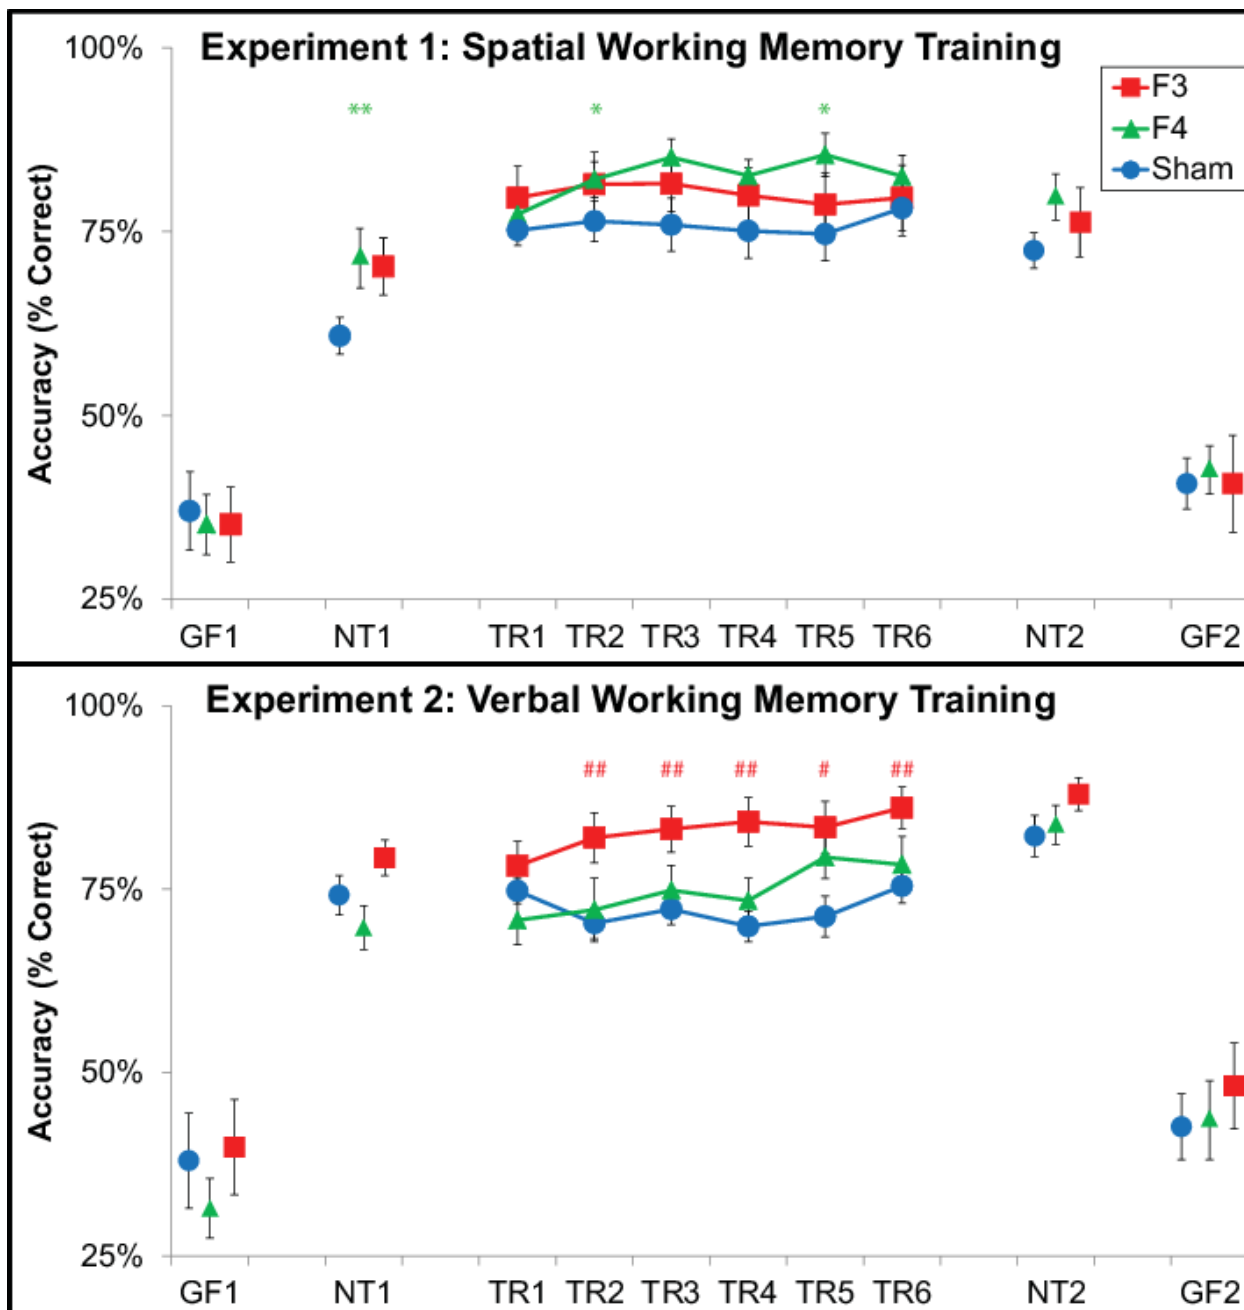 Experiment 1: Spatial Working Memory Training
100%
75%
50%
25%
Accuracy (% Correct)
F3
F4
Sham
** * *
GF1 NT1 TR1 TR2 TR3 TR4 TR5 TR6 NT2 GF2
Experiment 2: Verbal Working Memory Training
100%
75%
50%
25%
Accuracy (% Correct)
## ## ## # ##
GF1 NT1 TR1 TR2 TR3 TR4 TR5 TR6 NT2 GF2